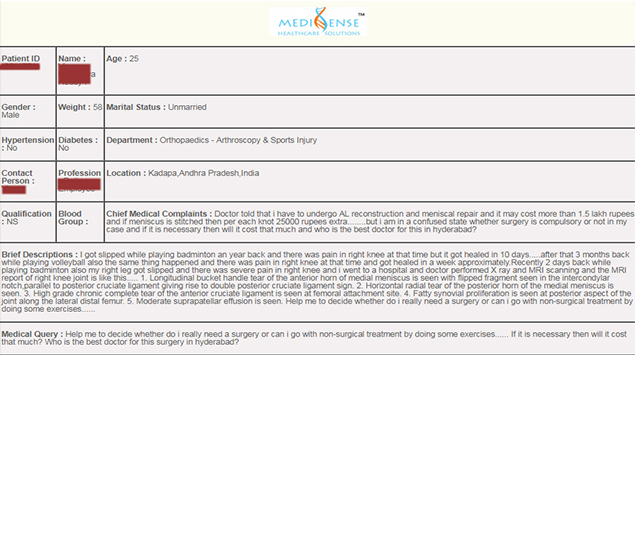 MEDISENSE ™
HEALTHCARE SOLUTIONS
Patient ID
Name :
Age : 25
Gender :
Male
Weight : 58
Marital Status : Unmarried
Hypertension
: No
Diabetes :
No
Department : Orthopaedics - Arthroscopy & Sports Injury
Contact
Person :
Profession
Location : Kadapa,Andhra Pradesh,India
Qualification
: NS
Blood
Group :
Chief Medical Complaints : Doctor told that i have to undergo AL reconstruction and meniscal repair and it may cost more than 1.5 lakh rupees
and if meniscus is stitched then per each knot 25000 rupees extra.........but i am in a confused state whether surgery is compulsory or not in my
case and if it is necessary then will it cost that much and who is the best doctor for this in hyderabad?
Brief Descriptions : I got slipped while playing badminton an year back and there was pain in right knee at that time but it got healed in 10 days.....after that 3 months back
while playing volleyball also the same thing happened and there was pain in right knee at that time and got healed in a week approximately.Recently 2 days back while
playing badminton also my right leg got slipped and there was severe pain in right knee and i went to a hospital and doctor performed X ray and MRI scanning and the MRI
report of right knee joint is like this..... 1. Longitudinal bucket handle tear of the anterior horn of medial meniscus is seen with flipped fragment seen in the intercondylar
notch,parallel to posterior cruciate ligament giving rise to double posterior cruciate ligament sign. 2. Horizontal radial tear of the posterior horn of the medial meniscus is
seen. 3. High grade chronic complete tear of the anterior cruciate ligament is seen at femoral attachment site. 4. Fatty synovial proliferation is seen at posterior aspect of the
joint along the lateral distal femur. 5. Moderate suprapatellar effusion is seen. Help me to decide whether do i really need a surgery or can i go with non-surgical treatment by
doing some exercises......
Medical Query : Help me to decide whether do i really need a surgery or can i go with non-surgical treatment by doing some exercises...... If it is necessary then will it cost
that much? Who is the best doctor for this surgery in hyderabad?